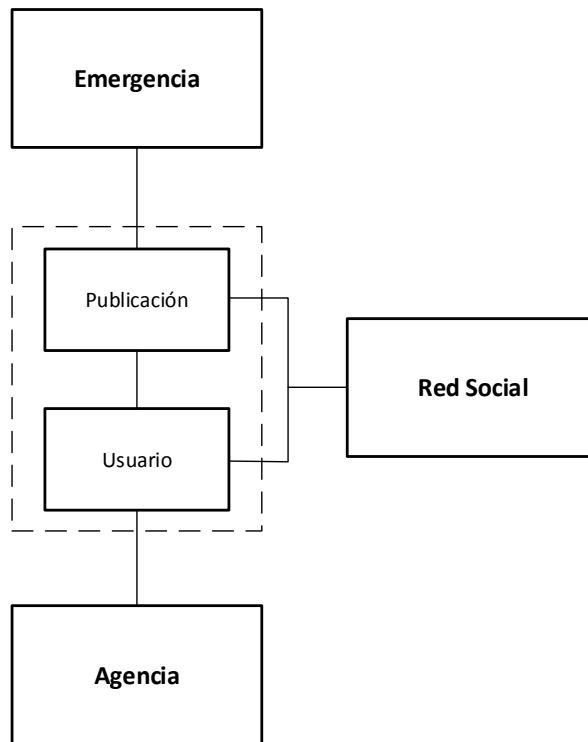 Emergencia
Publicación
Red Social
Usuario
Agencia